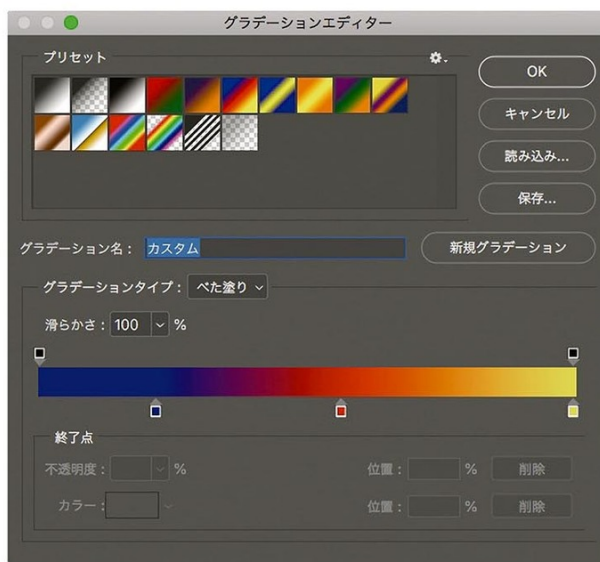 グラデーションエディター
プリセット
OK
キャンセル
読み込み...
保存...
グラデーション名： カスタム
新規グラデーション
グラデーションタイプ： べた塗り
滑らかさ： 100 %
終了点
不透明度： % 位置： % 削除
カラー： 位置： % 削除